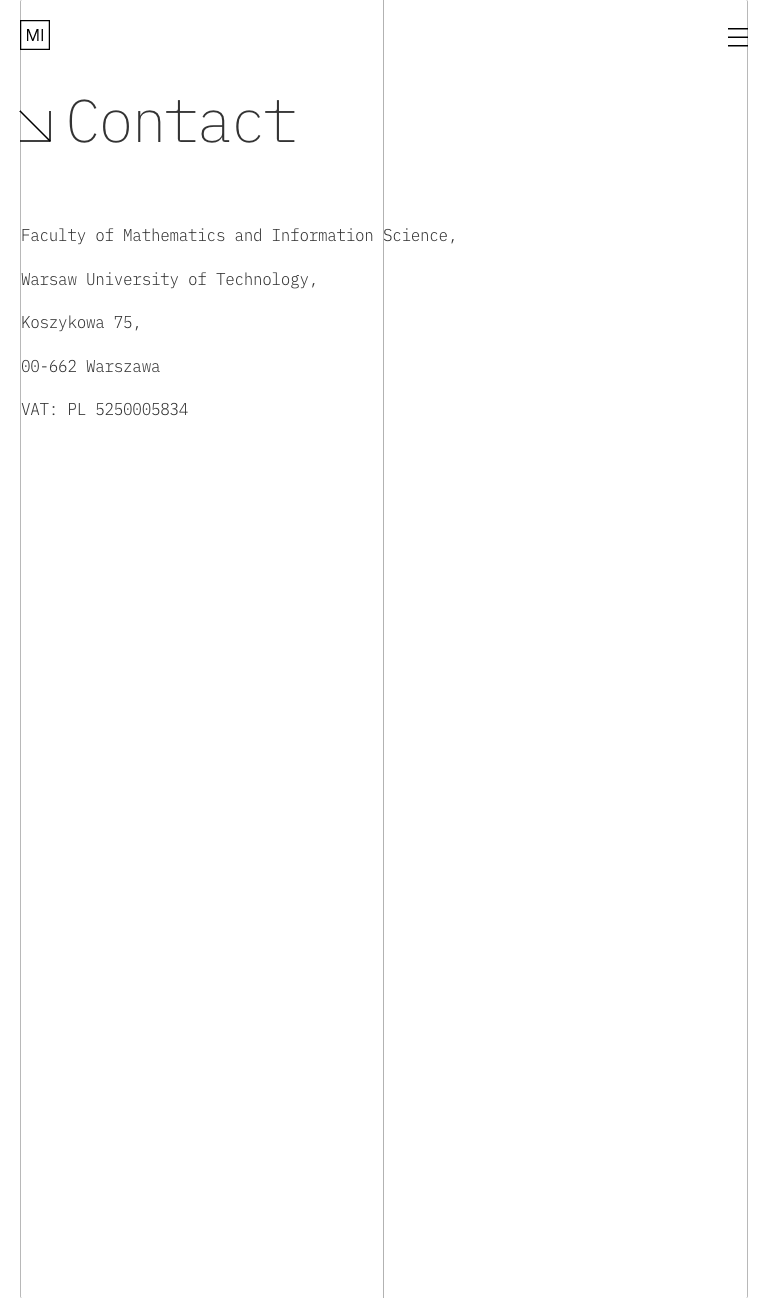 MI
Contact
Faculty of Mathematics and Information Science,
Warsaw University of Technology,
Koszykowa 75,
00-662 Warszawa
VAT: PL 5250005834